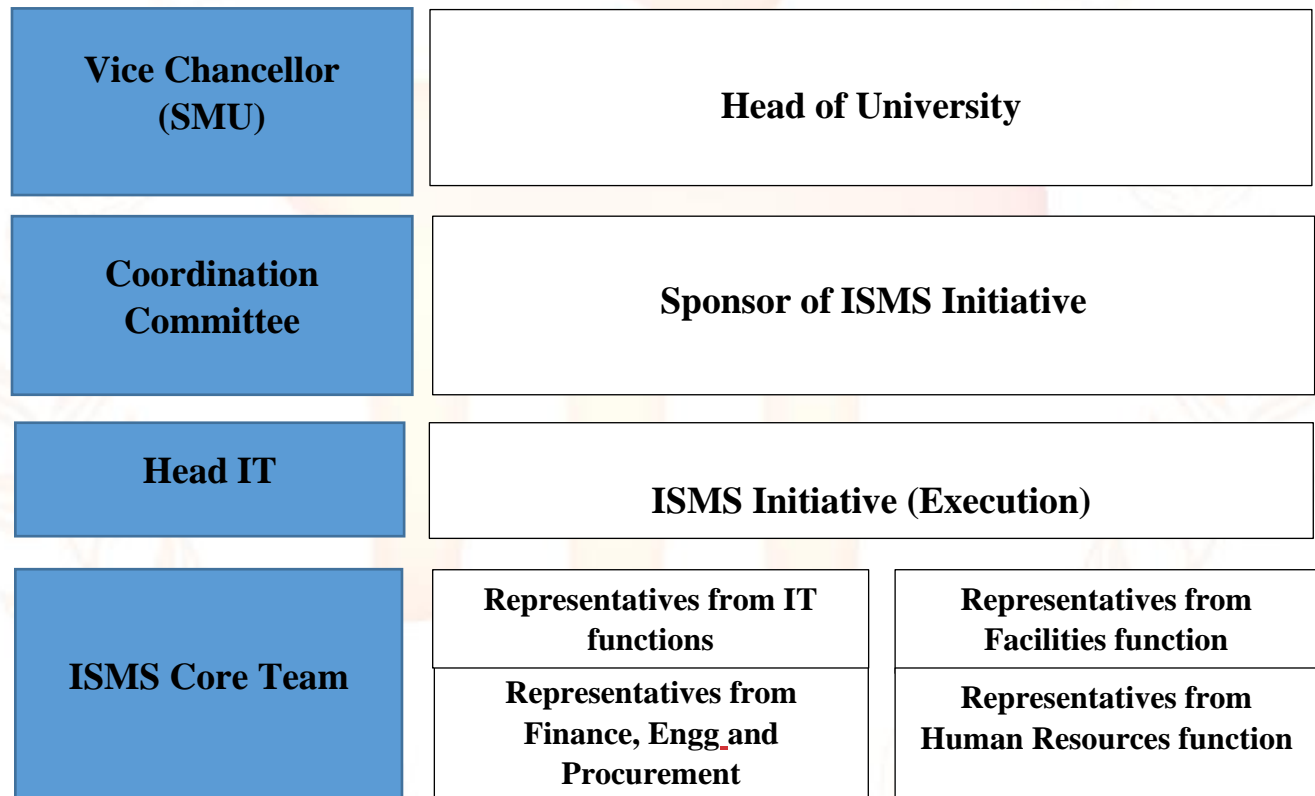 Vice Chancellor
(SMU)
Head of University
Coordination
Committee
Sponsor of ISMS Initiative
Head IT
ISMS Initiative (Execution)
ISMS Core Team
Representatives from IT
functions
Representatives from
Facilities function
Representatives from
Finance, Engg and
Procurement
Representatives from
Human Resources function